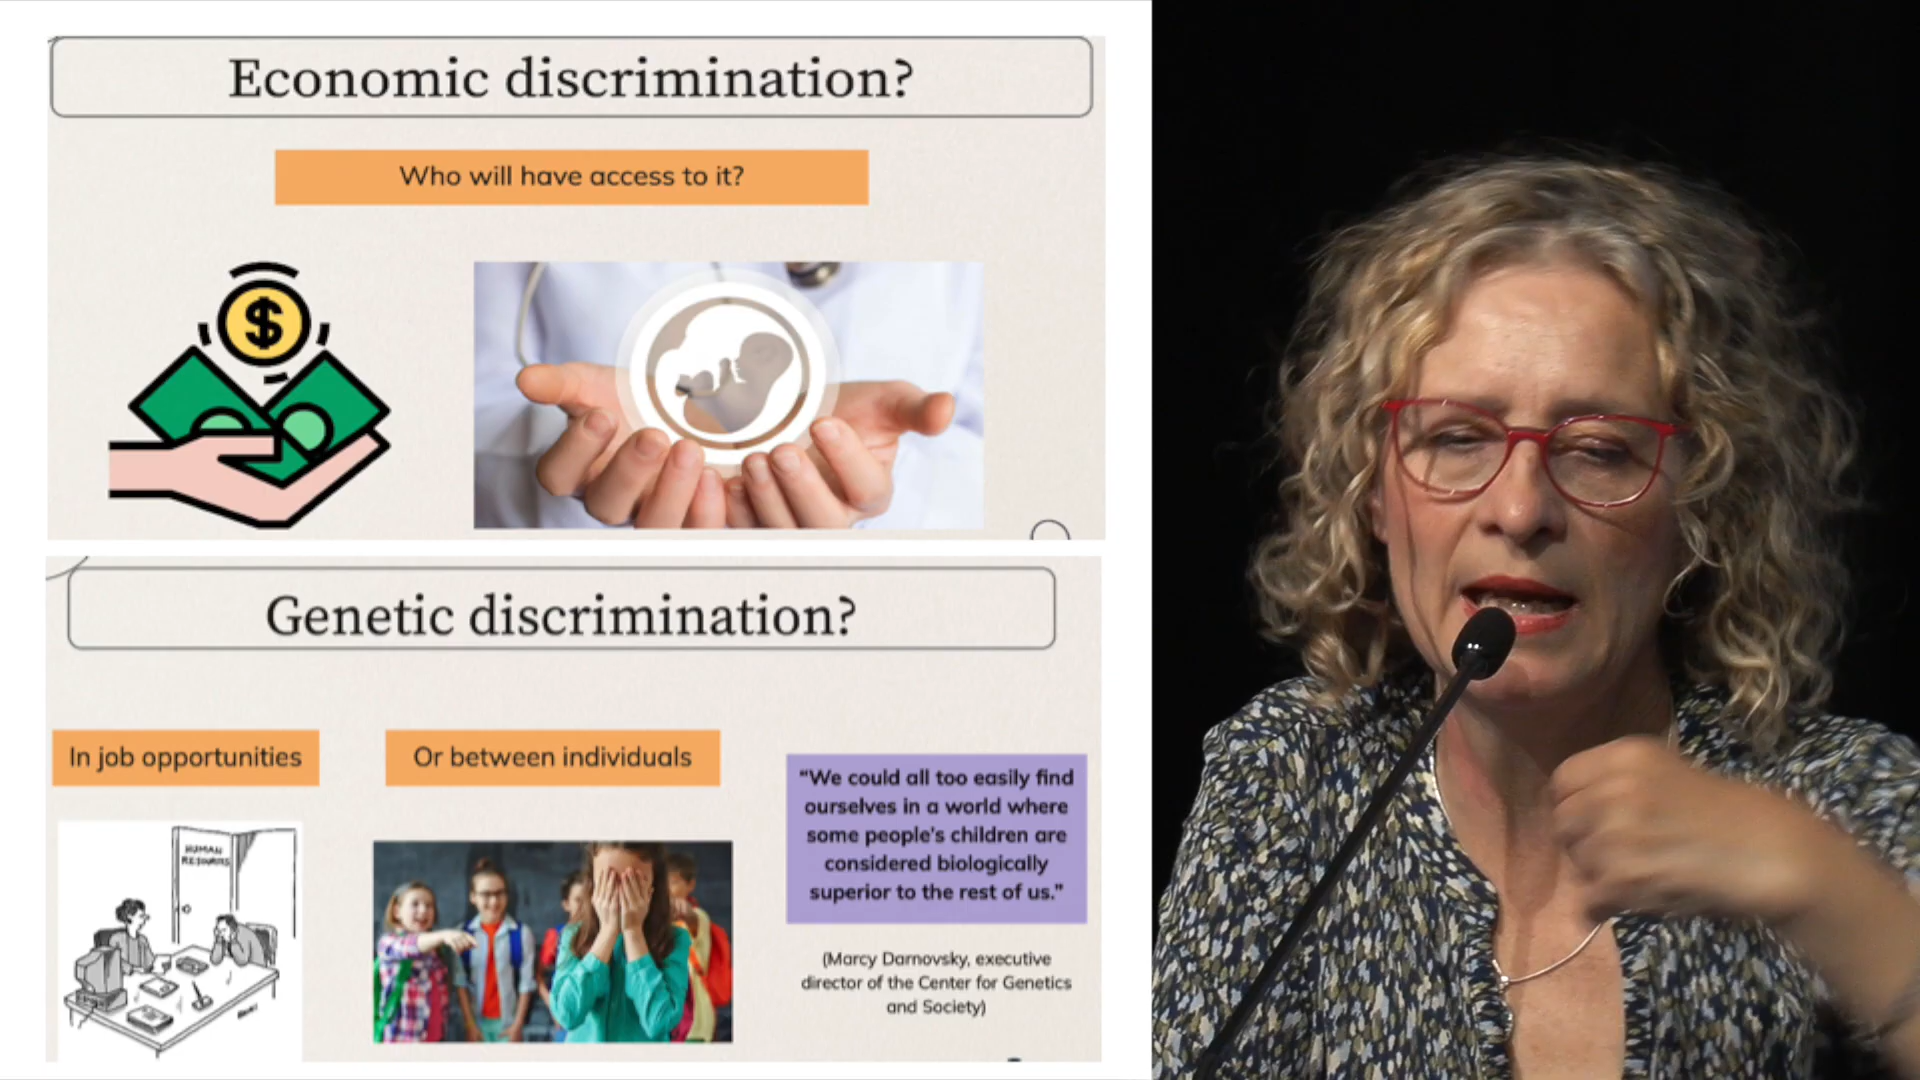 Economic discrimination?
Who will have access to it?
$
Genetic discrimination?
In job opportunities
Or between individuals
HUMAN
RESOURCES
“We could all too easily find
ourselves in a world where
some people's children are
considered biologically
superior to the rest of us.”
(Marcy Darnovsky, executive
director of the Center for Genetics
and Society)